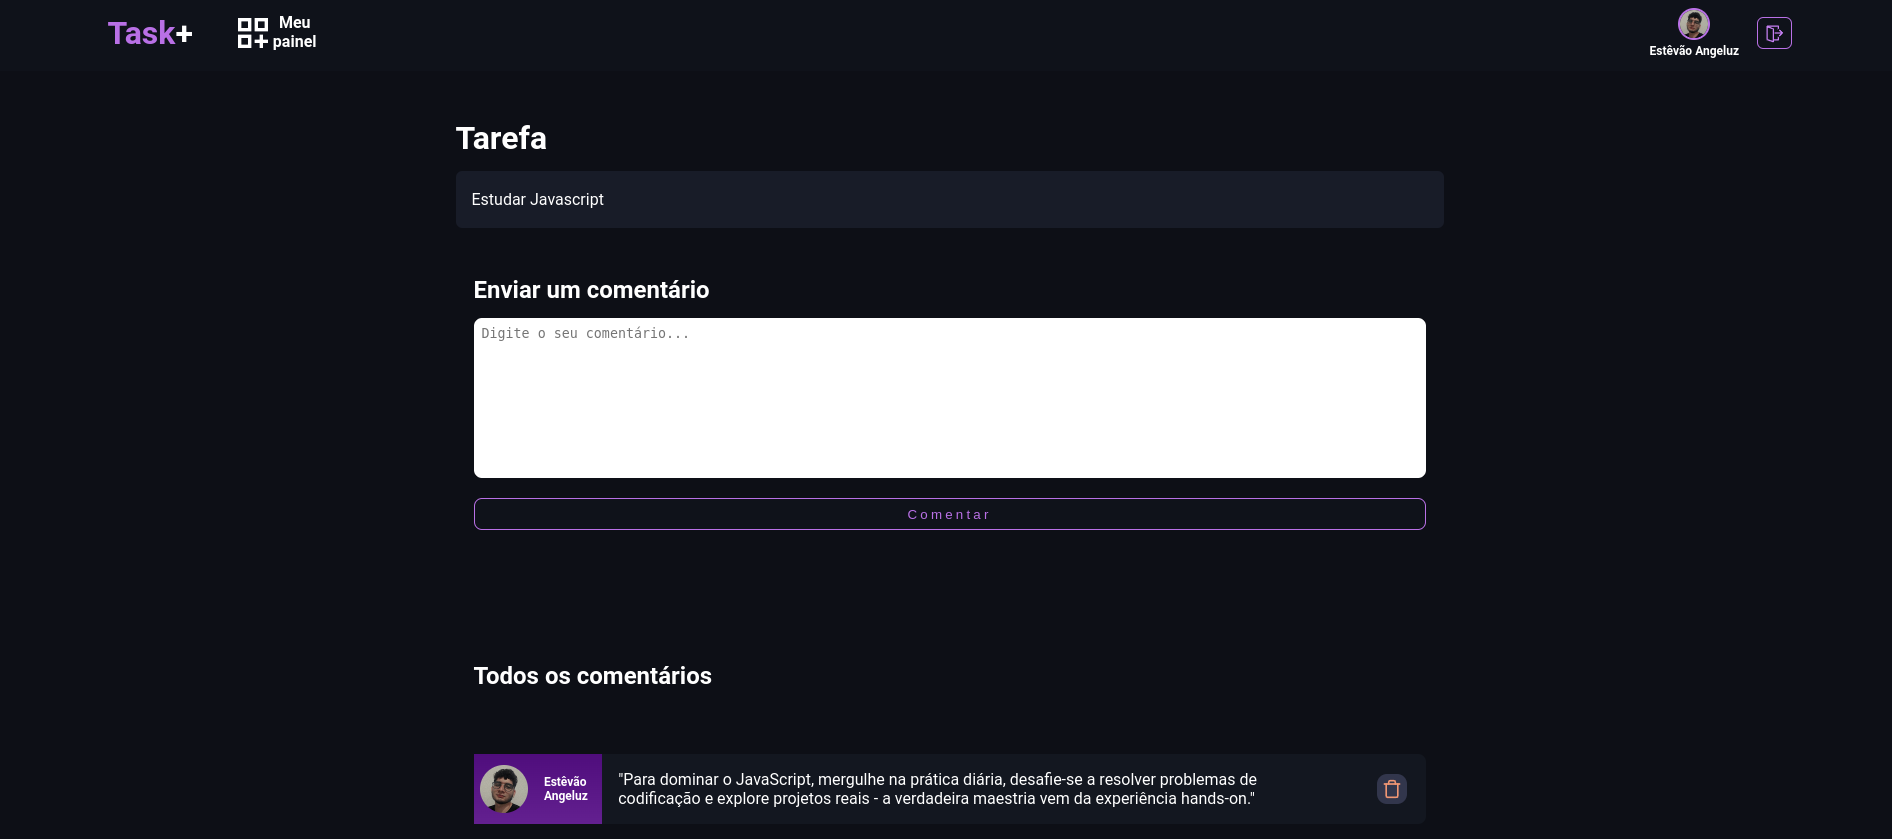 Task+
Meu
painel
Estêvão Angeluz
Tarefa
Estudar Javascript
Enviar um comentário
Digite o seu comentário...
Comentar
Todos os comentários
Estêvão
Angeluz
"Para dominar o JavaScript, mergulhe na prática diária, desafie-se a resolver problemas de
codificação e explore projetos reais - a verdadeira maestria vem da experiência hands-on."